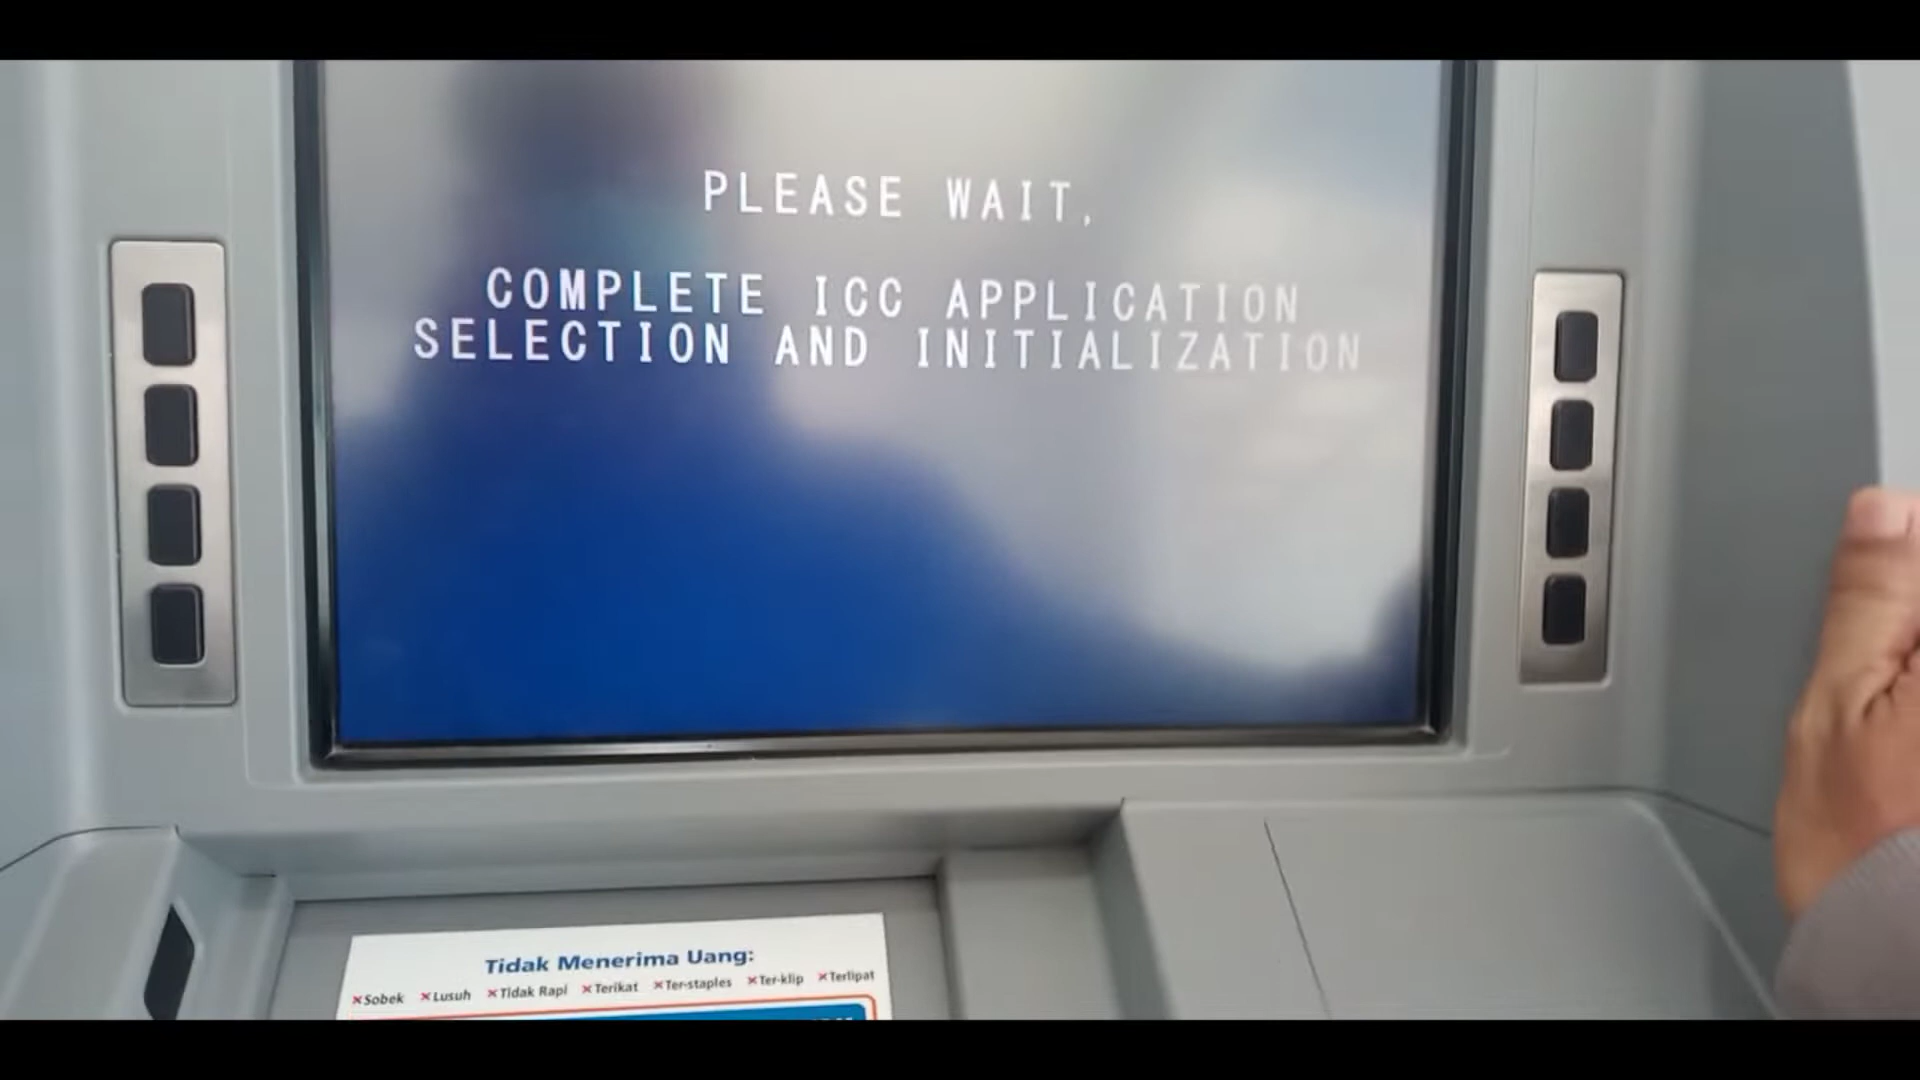 PLEASE WAIT,
COMPLETE ICC APPLICATION
SELECTION AND INITIALIZATION
Tidak Menerima Uang:
×Sobek ×Lusuh ×Tidak Rapi ×Terikat ×Ter-staples ×Ter-klip ×Terlipat